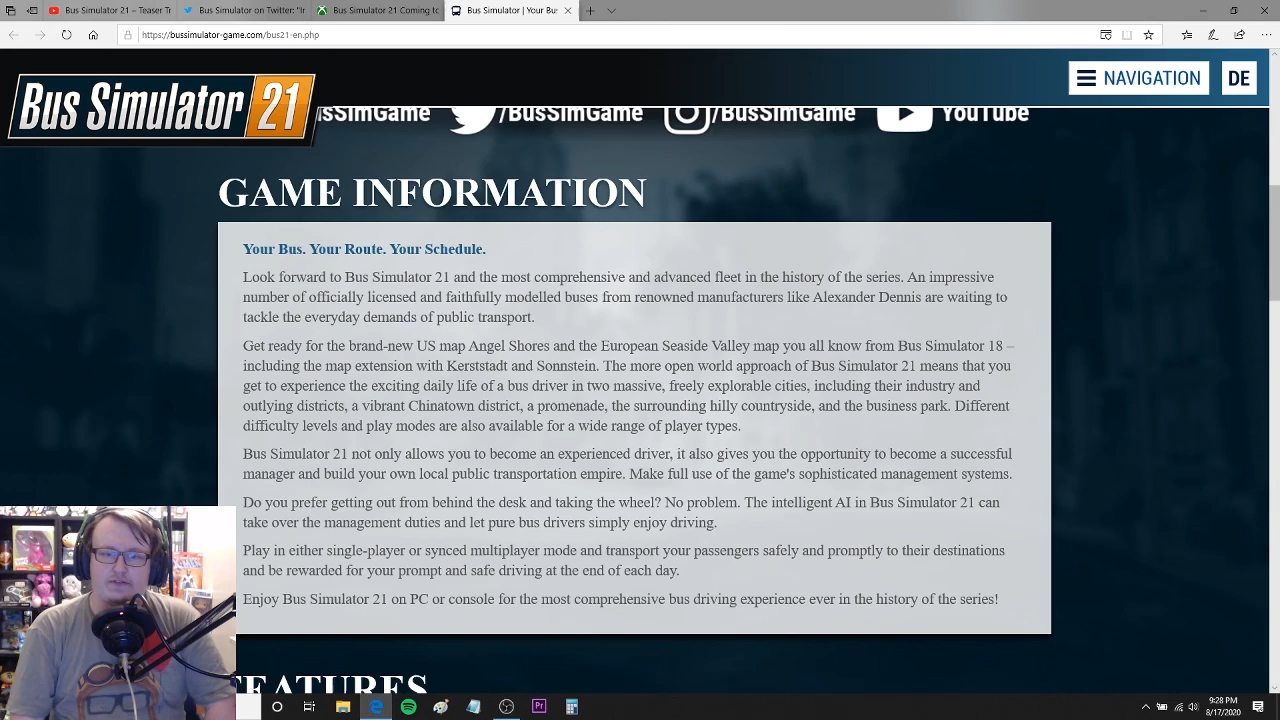 Bus Simulator 21 – Teaser Tr
Bus Simulator (
Bus Simulator 21: In
Bus Simulator | Your Bus
https://bussimulator-game.com/bus21-en.php
Bus Simulator 21
NAVIGATION
DE
isSimGame
/BusSimGame
/BusSimGame
YouTube
GAME INFORMATION
Your Bus. Your Route. Your Schedule.
Look forward to Bus Simulator 21 and the most comprehensive and advanced fleet in the history of the series. An impressive
number of officially licensed and faithfully modelled buses from renowned manufacturers like Alexander Dennis are waiting to
tackle the everyday demands of public transport.
Get ready for the brand-new US map Angel Shores and the European Seaside Valley map you all know from Bus Simulator 18 –
including the map extension with Kerststadt and Sonnstein. The more open world approach of Bus Simulator 21 means that you
get to experience the exciting daily life of a bus driver in two massive, freely explorable cities, including their industry and
outlying districts, a vibrant Chinatown district, a promenade, the surrounding hilly countryside, and the business park. Different
difficulty levels and play modes are also available for a wide range of player types.
Bus Simulator 21 not only allows you to become an experienced driver, it also gives you the opportunity to become a successful
manager and build your own local public transportation empire. Make full use of the game's sophisticated management systems.
Do you prefer getting out from behind the desk and taking the wheel? No problem. The intelligent AI in Bus Simulator 21 can
take over the management duties and let pure bus drivers simply enjoy driving.
Play in either single-player or synced multiplayer mode and transport your passengers safely and promptly to their destinations
and be rewarded for your prompt and safe driving at the end of each day.
Enjoy Bus Simulator 21 on PC or console for the most comprehensive bus driving experience ever in the history of the series!
FEATURES
Pr
9:28 PM
8/17/2020